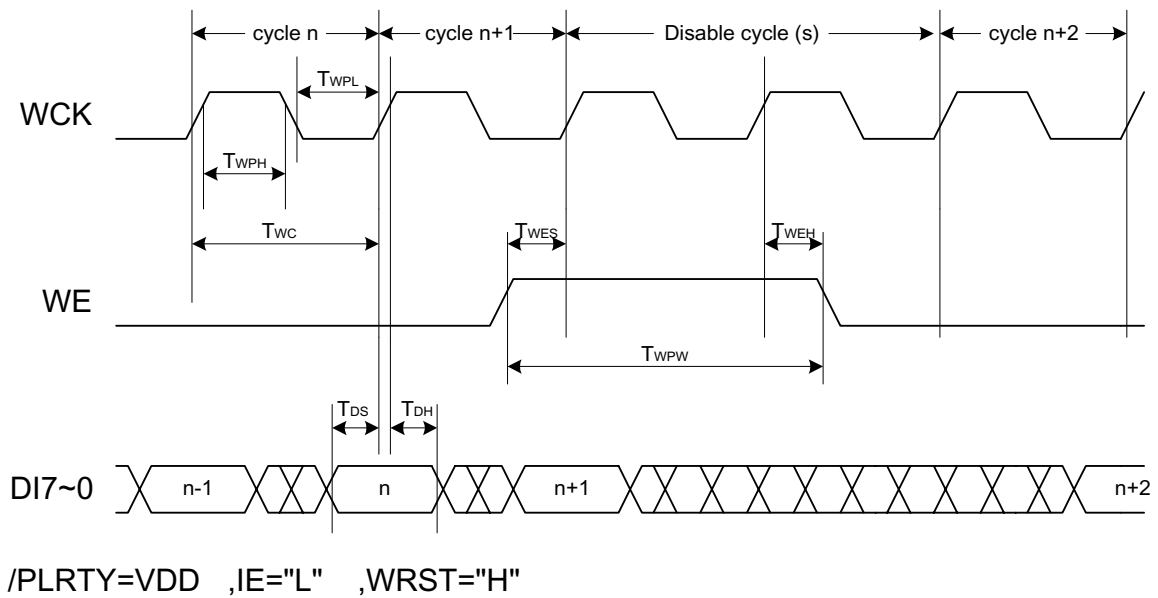 cycle n cycle n+1 Disable cycle (s) cycle n+2
TWPL
WCK
TWPH
TWC TWES TWEH
WE
TWPW
TDS TDH
DI7~0 n-1 n n+1 n+2
/PLRTY=VDD ,IE="L" ,WRST="H"